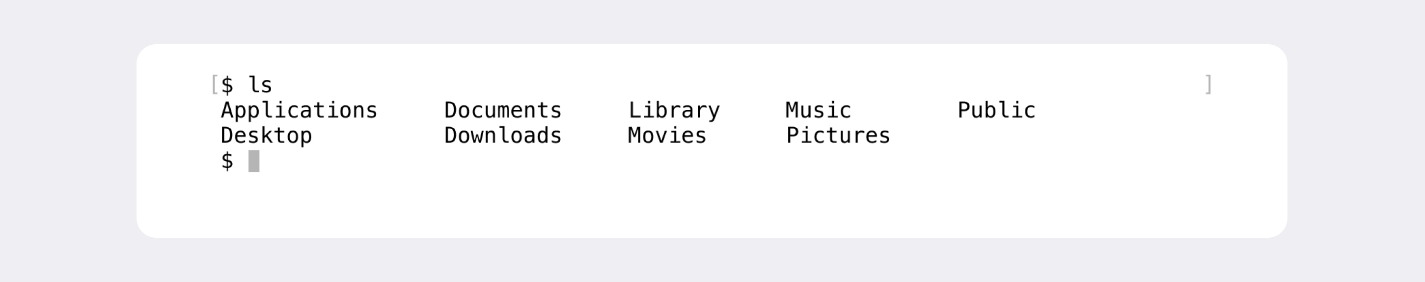 [$ ls ]
Applications Documents Library Music Public
Desktop Downloads Movies Pictures
$